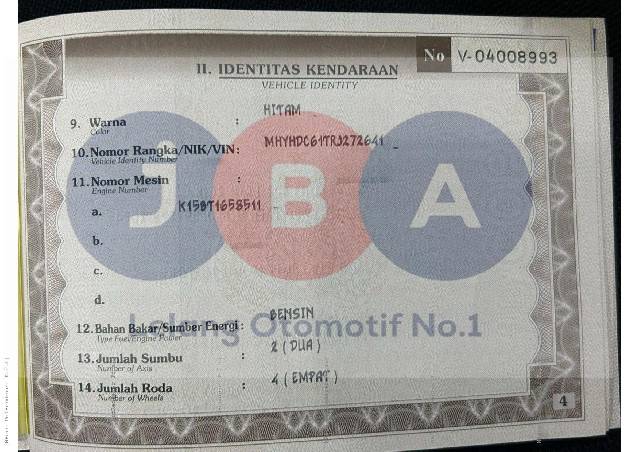 No V-04008993
II. IDENTITAS KENDARAAN
VEHICLE IDENTITY
9. Warna : HITAM
Color
10. Nomor Rangka/NIK/VIN: MHYHDC61TRJ272641
Vehicle Identity Number
11. Nomor Mesin :
Engine Number
a. K15BT1658511
b.
c.
d.
JBA
Lelang Otomotif No.1
12. Bahan Bakar/Sumber Energi: BENSIN
Type Fuel/Engine Power
13. Jumlah Sumbu : 2 (DUA)
Number of Axis
14. Jumlah Roda : 4 (EMPAT)
Number of Wheels
4